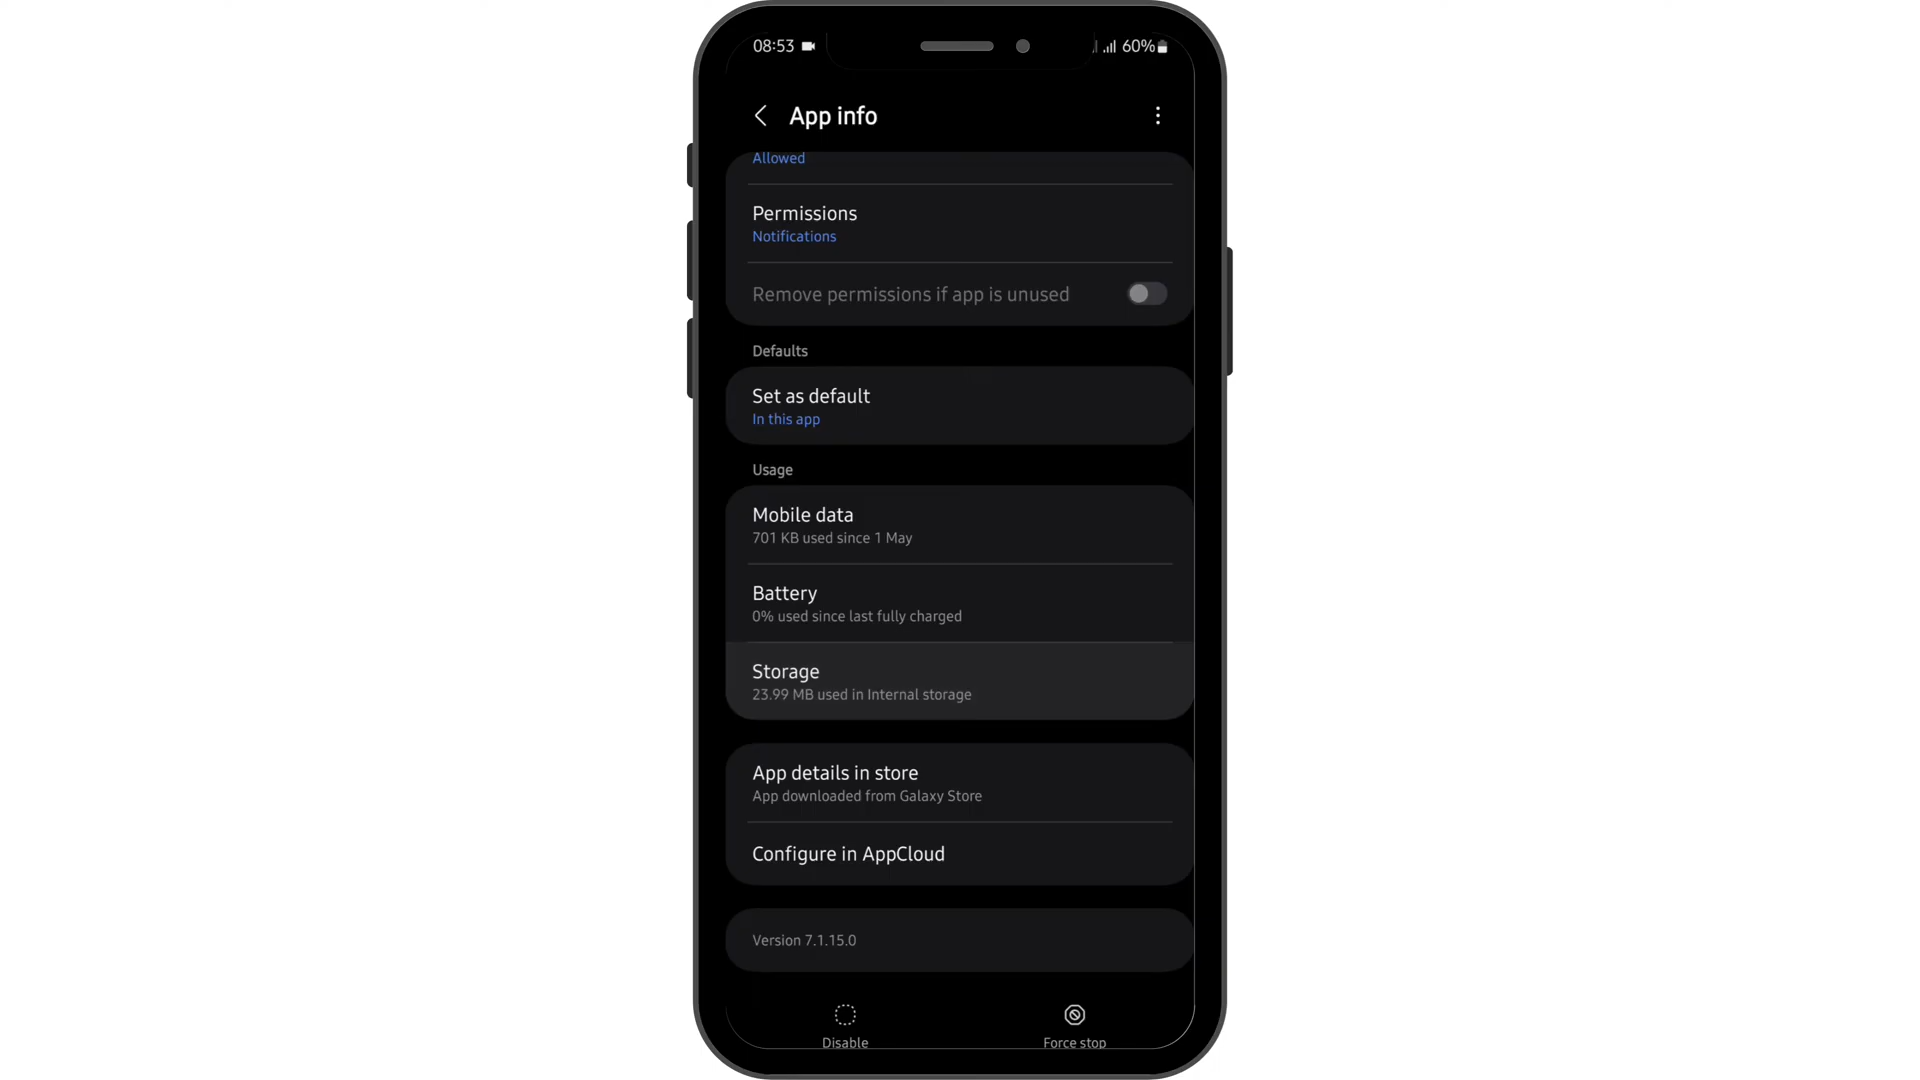 08:53
60%
App info
Allowed
Permissions
Notifications
Remove permissions if app is unused
Defaults
Set as default
In this app
Usage
Mobile data
701 KB used since 1 May
Battery
0% used since last fully charged
Storage
23.99 MB used in Internal storage
App details in store
App downloaded from Galaxy Store
Configure in AppCloud
Version 7.1.15.0
Disable
Force stop